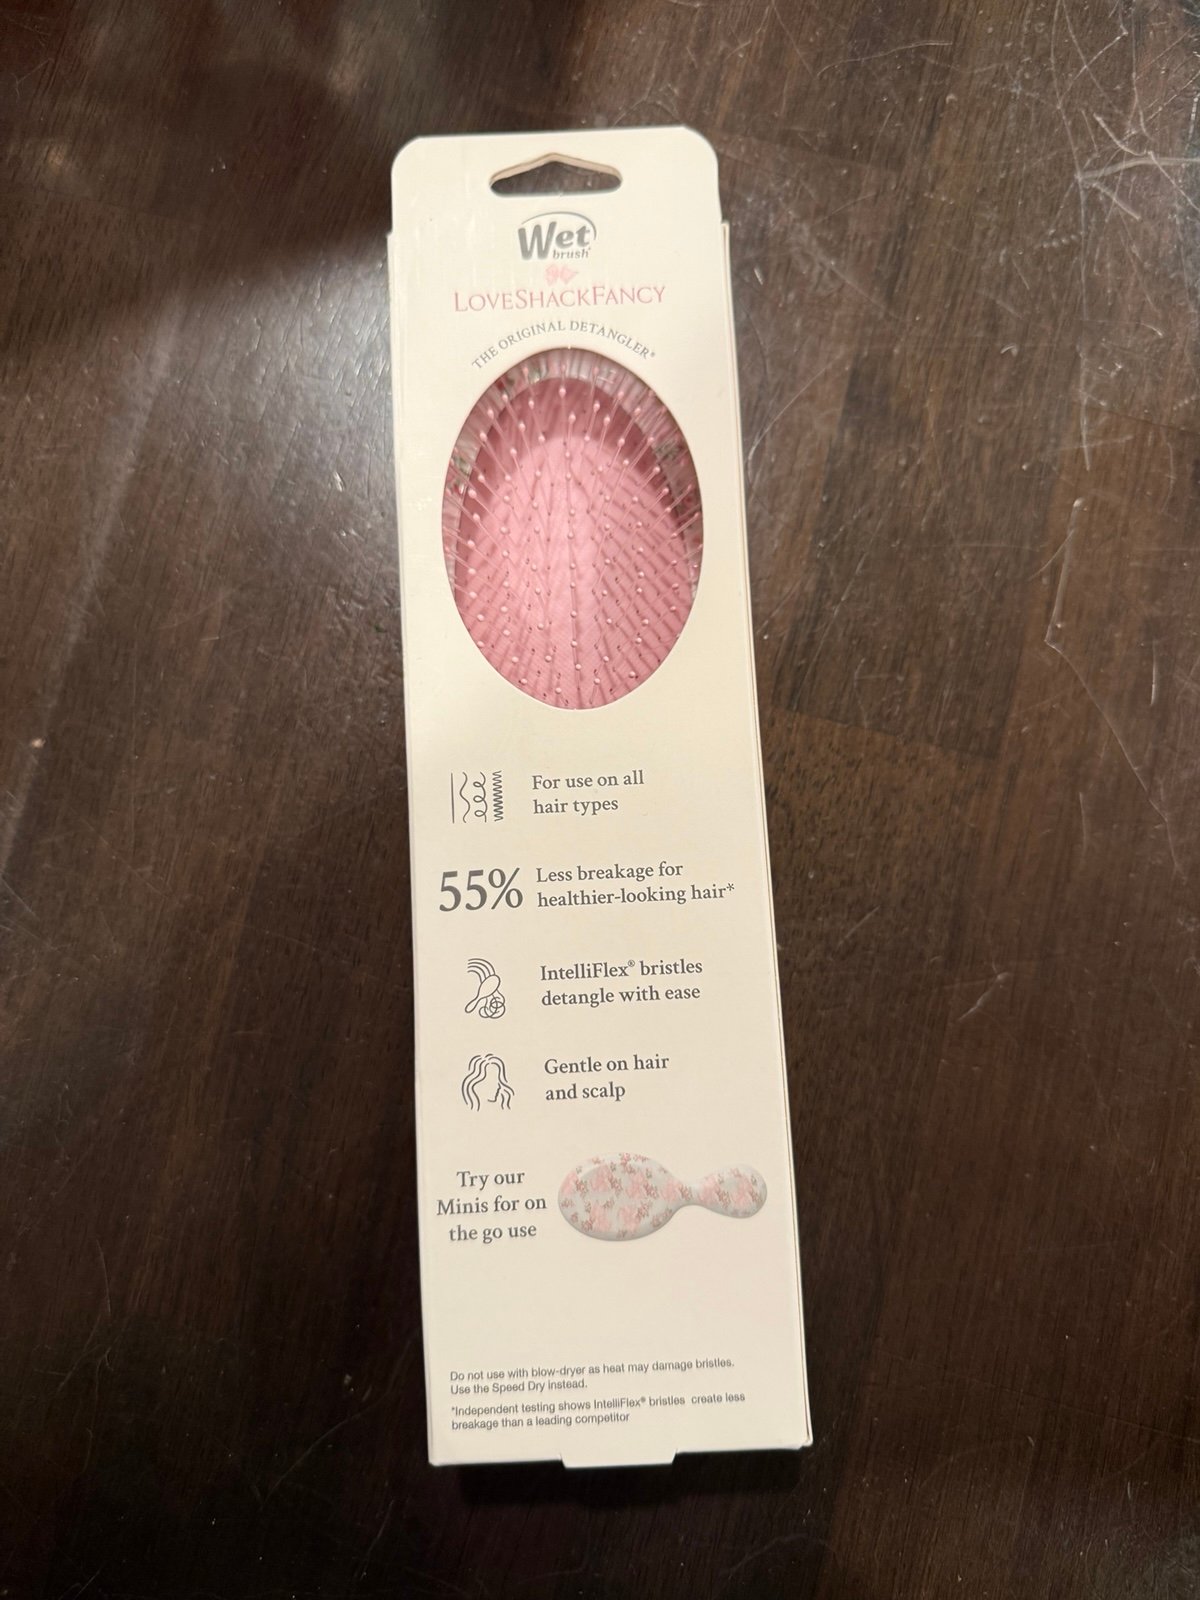 Wet
brush®
LOVESHACKFANCY
THE ORIGINAL DETANGLER®
For use on all
hair types
55%
Less breakage for
healthier-looking hair*
IntelliFlex® bristles
detangle with ease
Gentle on hair
and scalp
Try our
Minis for on
the go use
Do not use with blow-dryer as heat may damage bristles.
Use the Speed Dry instead.
*Independent testing shows IntelliFlex® bristles create less
breakage than a leading competitor